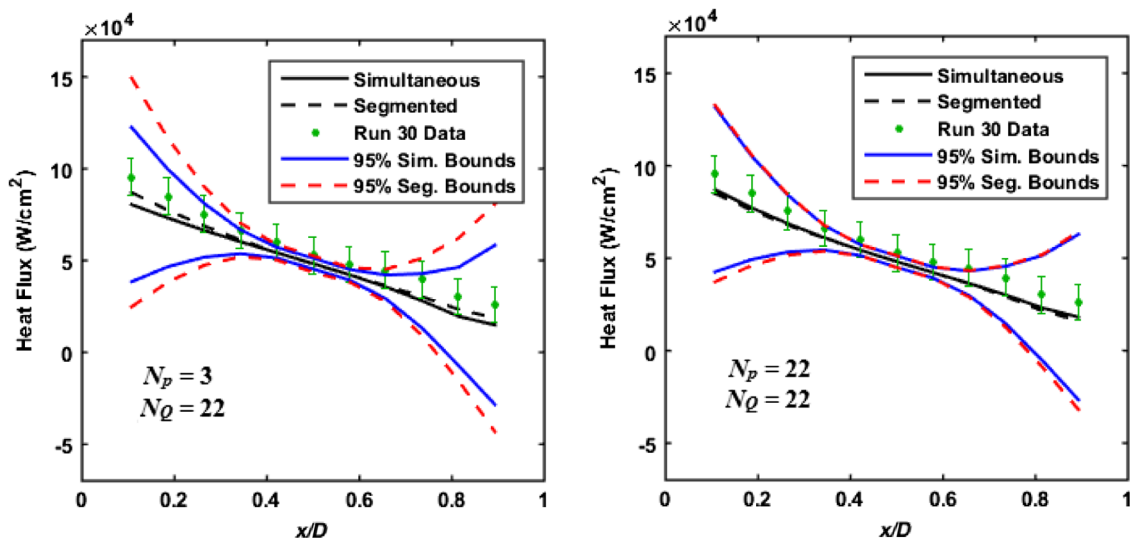 ×10⁴
15
10
5
0
-5
Heat Flux (W/cm²)
Simultaneous
Segmented
Run 30 Data
95% Sim. Bounds
95% Seg. Bounds
Nₚ = 3
N_Q = 22
0
0.2
0.4
0.6
0.8
1
x/D
×10⁴
15
10
5
0
-5
Heat Flux (W/cm²)
Simultaneous
Segmented
Run 30 Data
95% Sim. Bounds
95% Seg. Bounds
Nₚ = 22
N_Q = 22
0
0.2
0.4
0.6
0.8
1
x/D